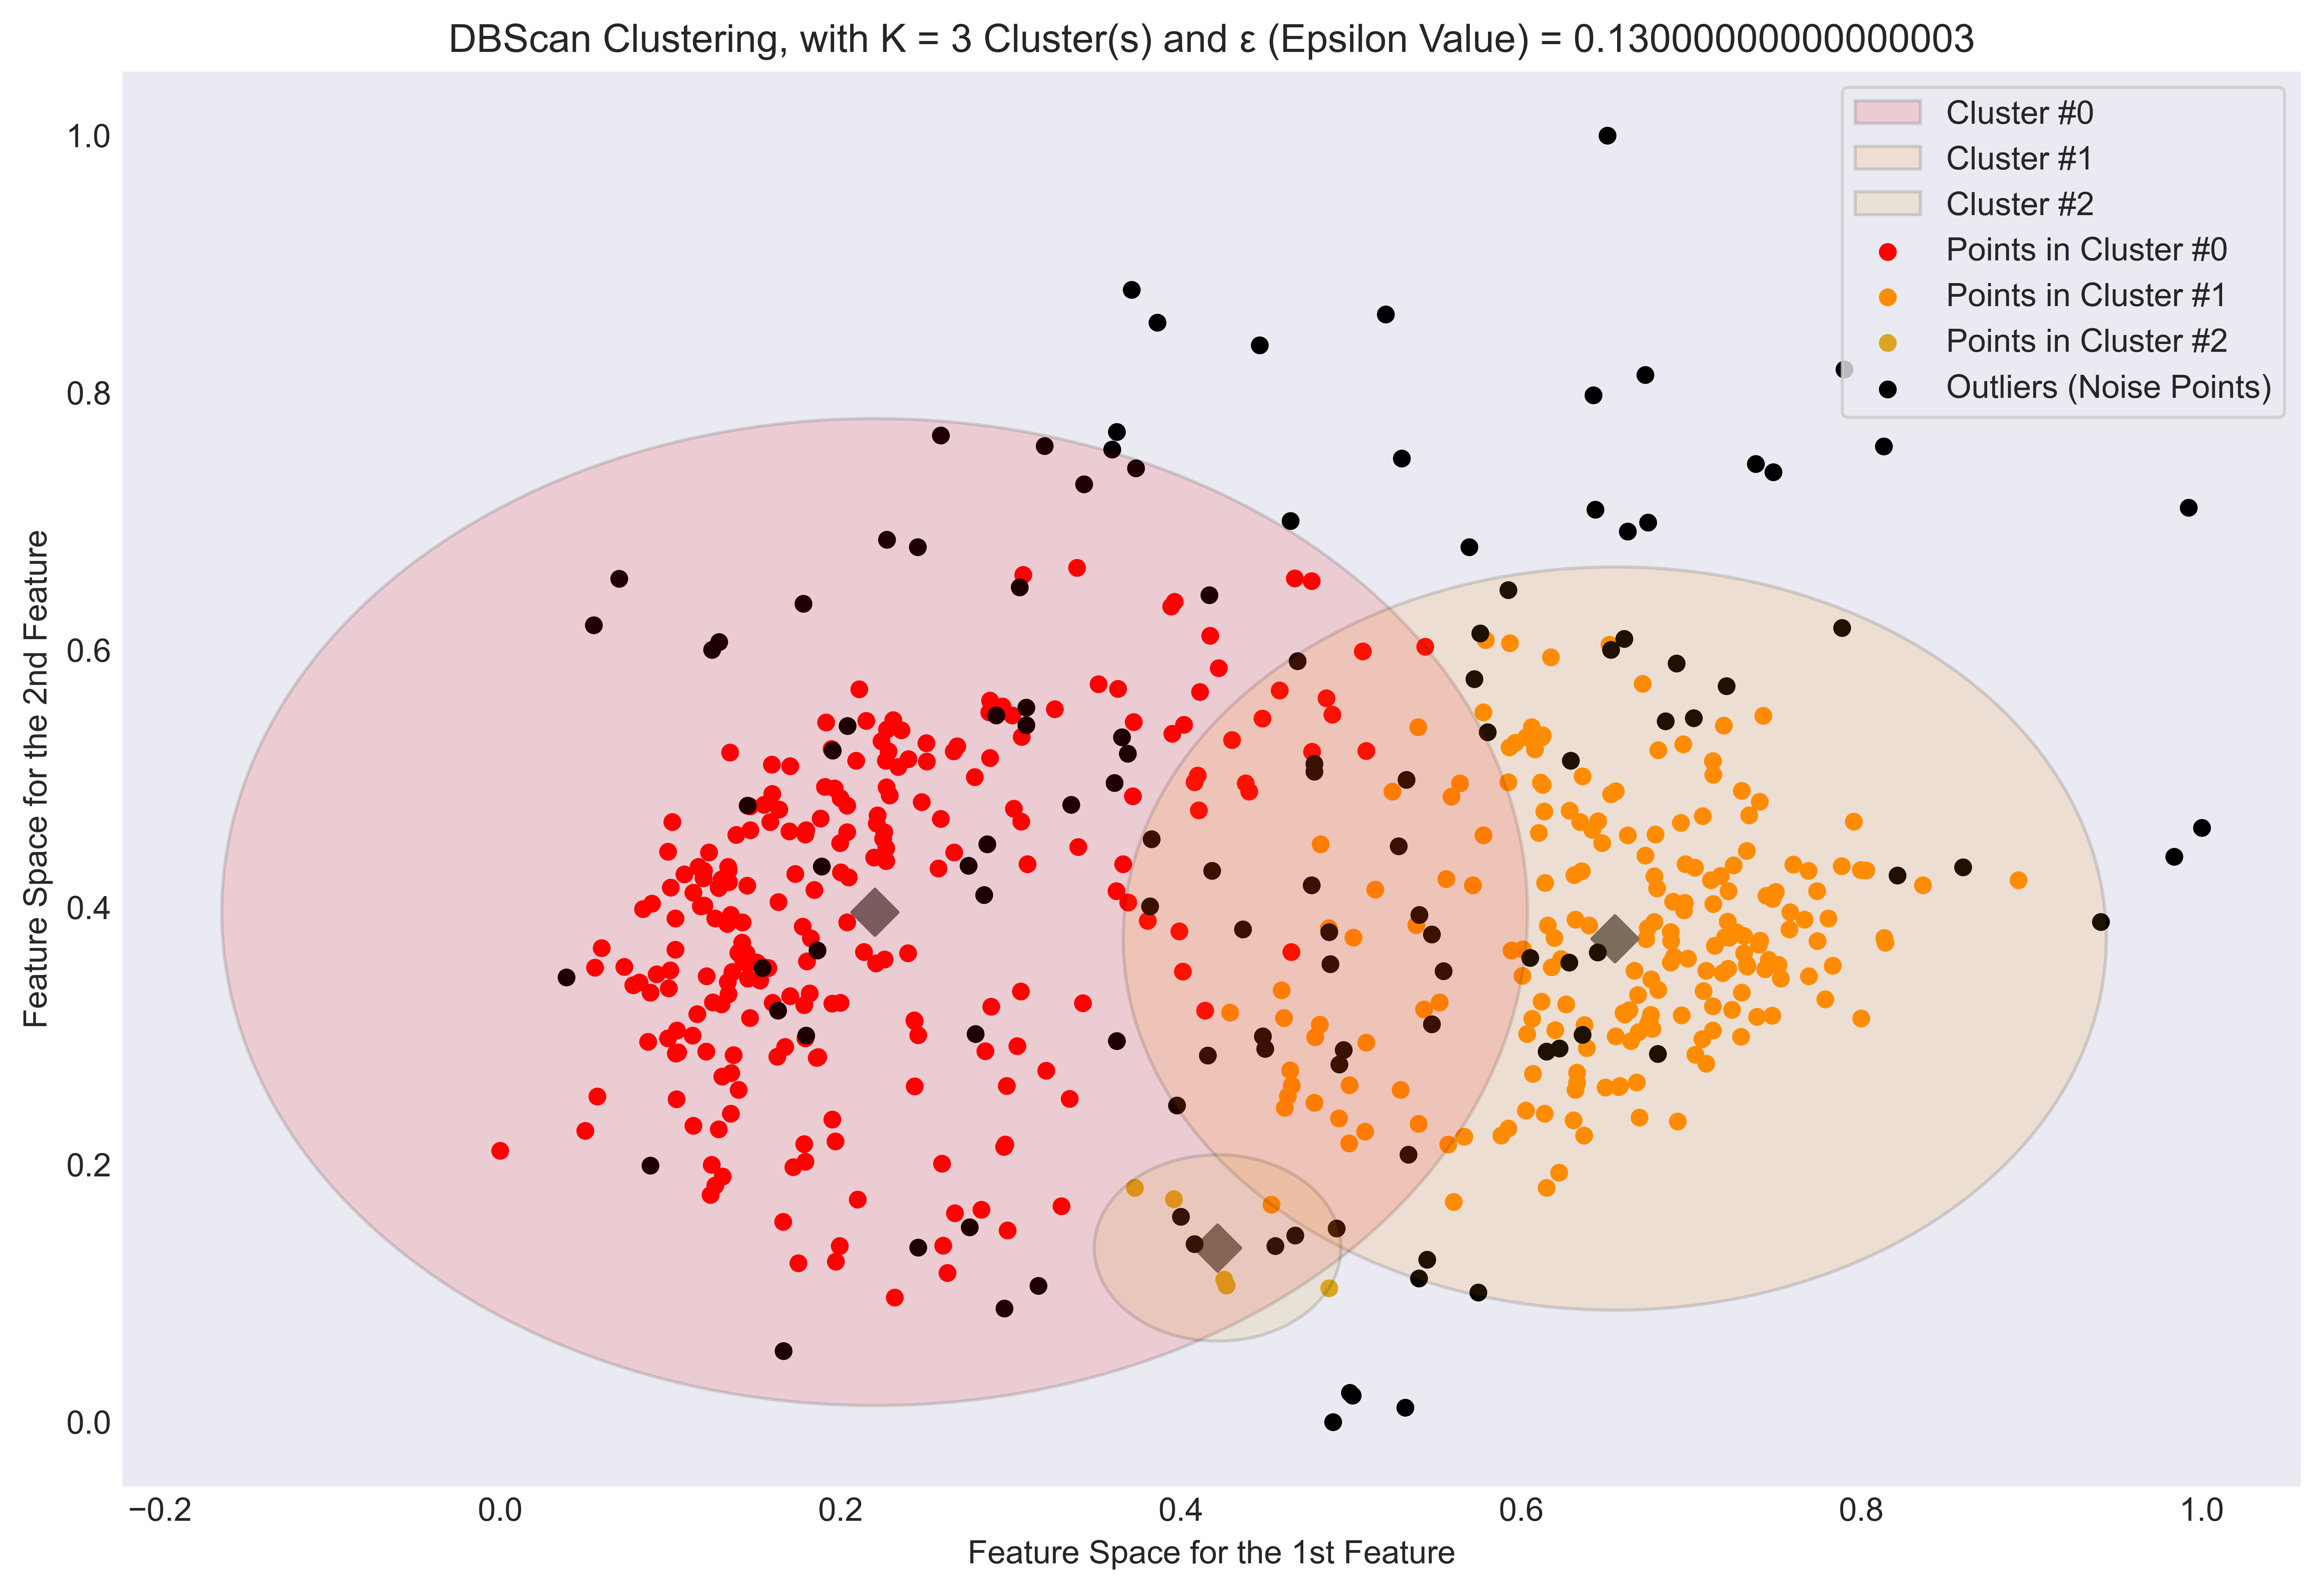 DBScan Clustering, with K = 3 Cluster(s) and ε (Epsilon Value) = 0.13000000000000003
Cluster #0
Cluster #1
Cluster #2
Points in Cluster #0
Points in Cluster #1
Points in Cluster #2
Outliers (Noise Points)
1.0
0.8
0.6
0.4
0.2
0.0
Feature Space for the 2nd Feature
−0.2 0.0 0.2 0.4 0.6 0.8 1.0
Feature Space for the 1st Feature